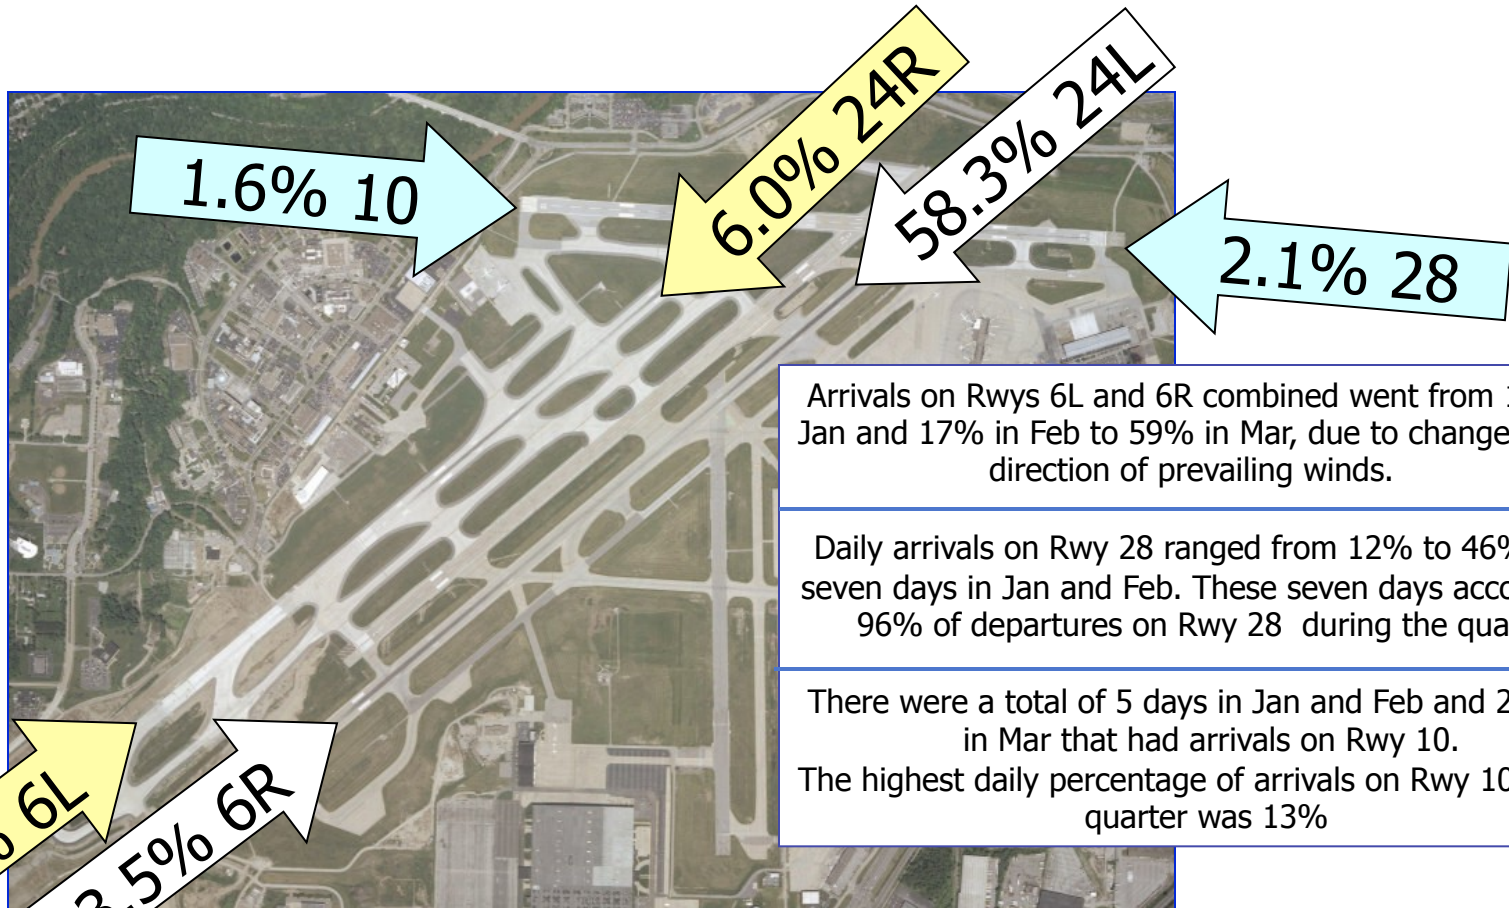 6.0% 24R
58.3% 24L
1.6% 10
2.1% 28
Arrivals on Rwys 6L and 6R combined went from
Jan and 17% in Feb to 59% in Mar, due to change
direction of prevailing winds.
Daily arrivals on Rwy 28 ranged from 12% to 46%
seven days in Jan and Feb. These seven days
96% of departures on Rwy 28 during the
There were a total of 5 days in Jan and Feb and
in Mar that had arrivals on Rwy 10.
The highest daily percentage of arrivals on Rwy 10
quarter was 13%
% 6L
3.5% 6R